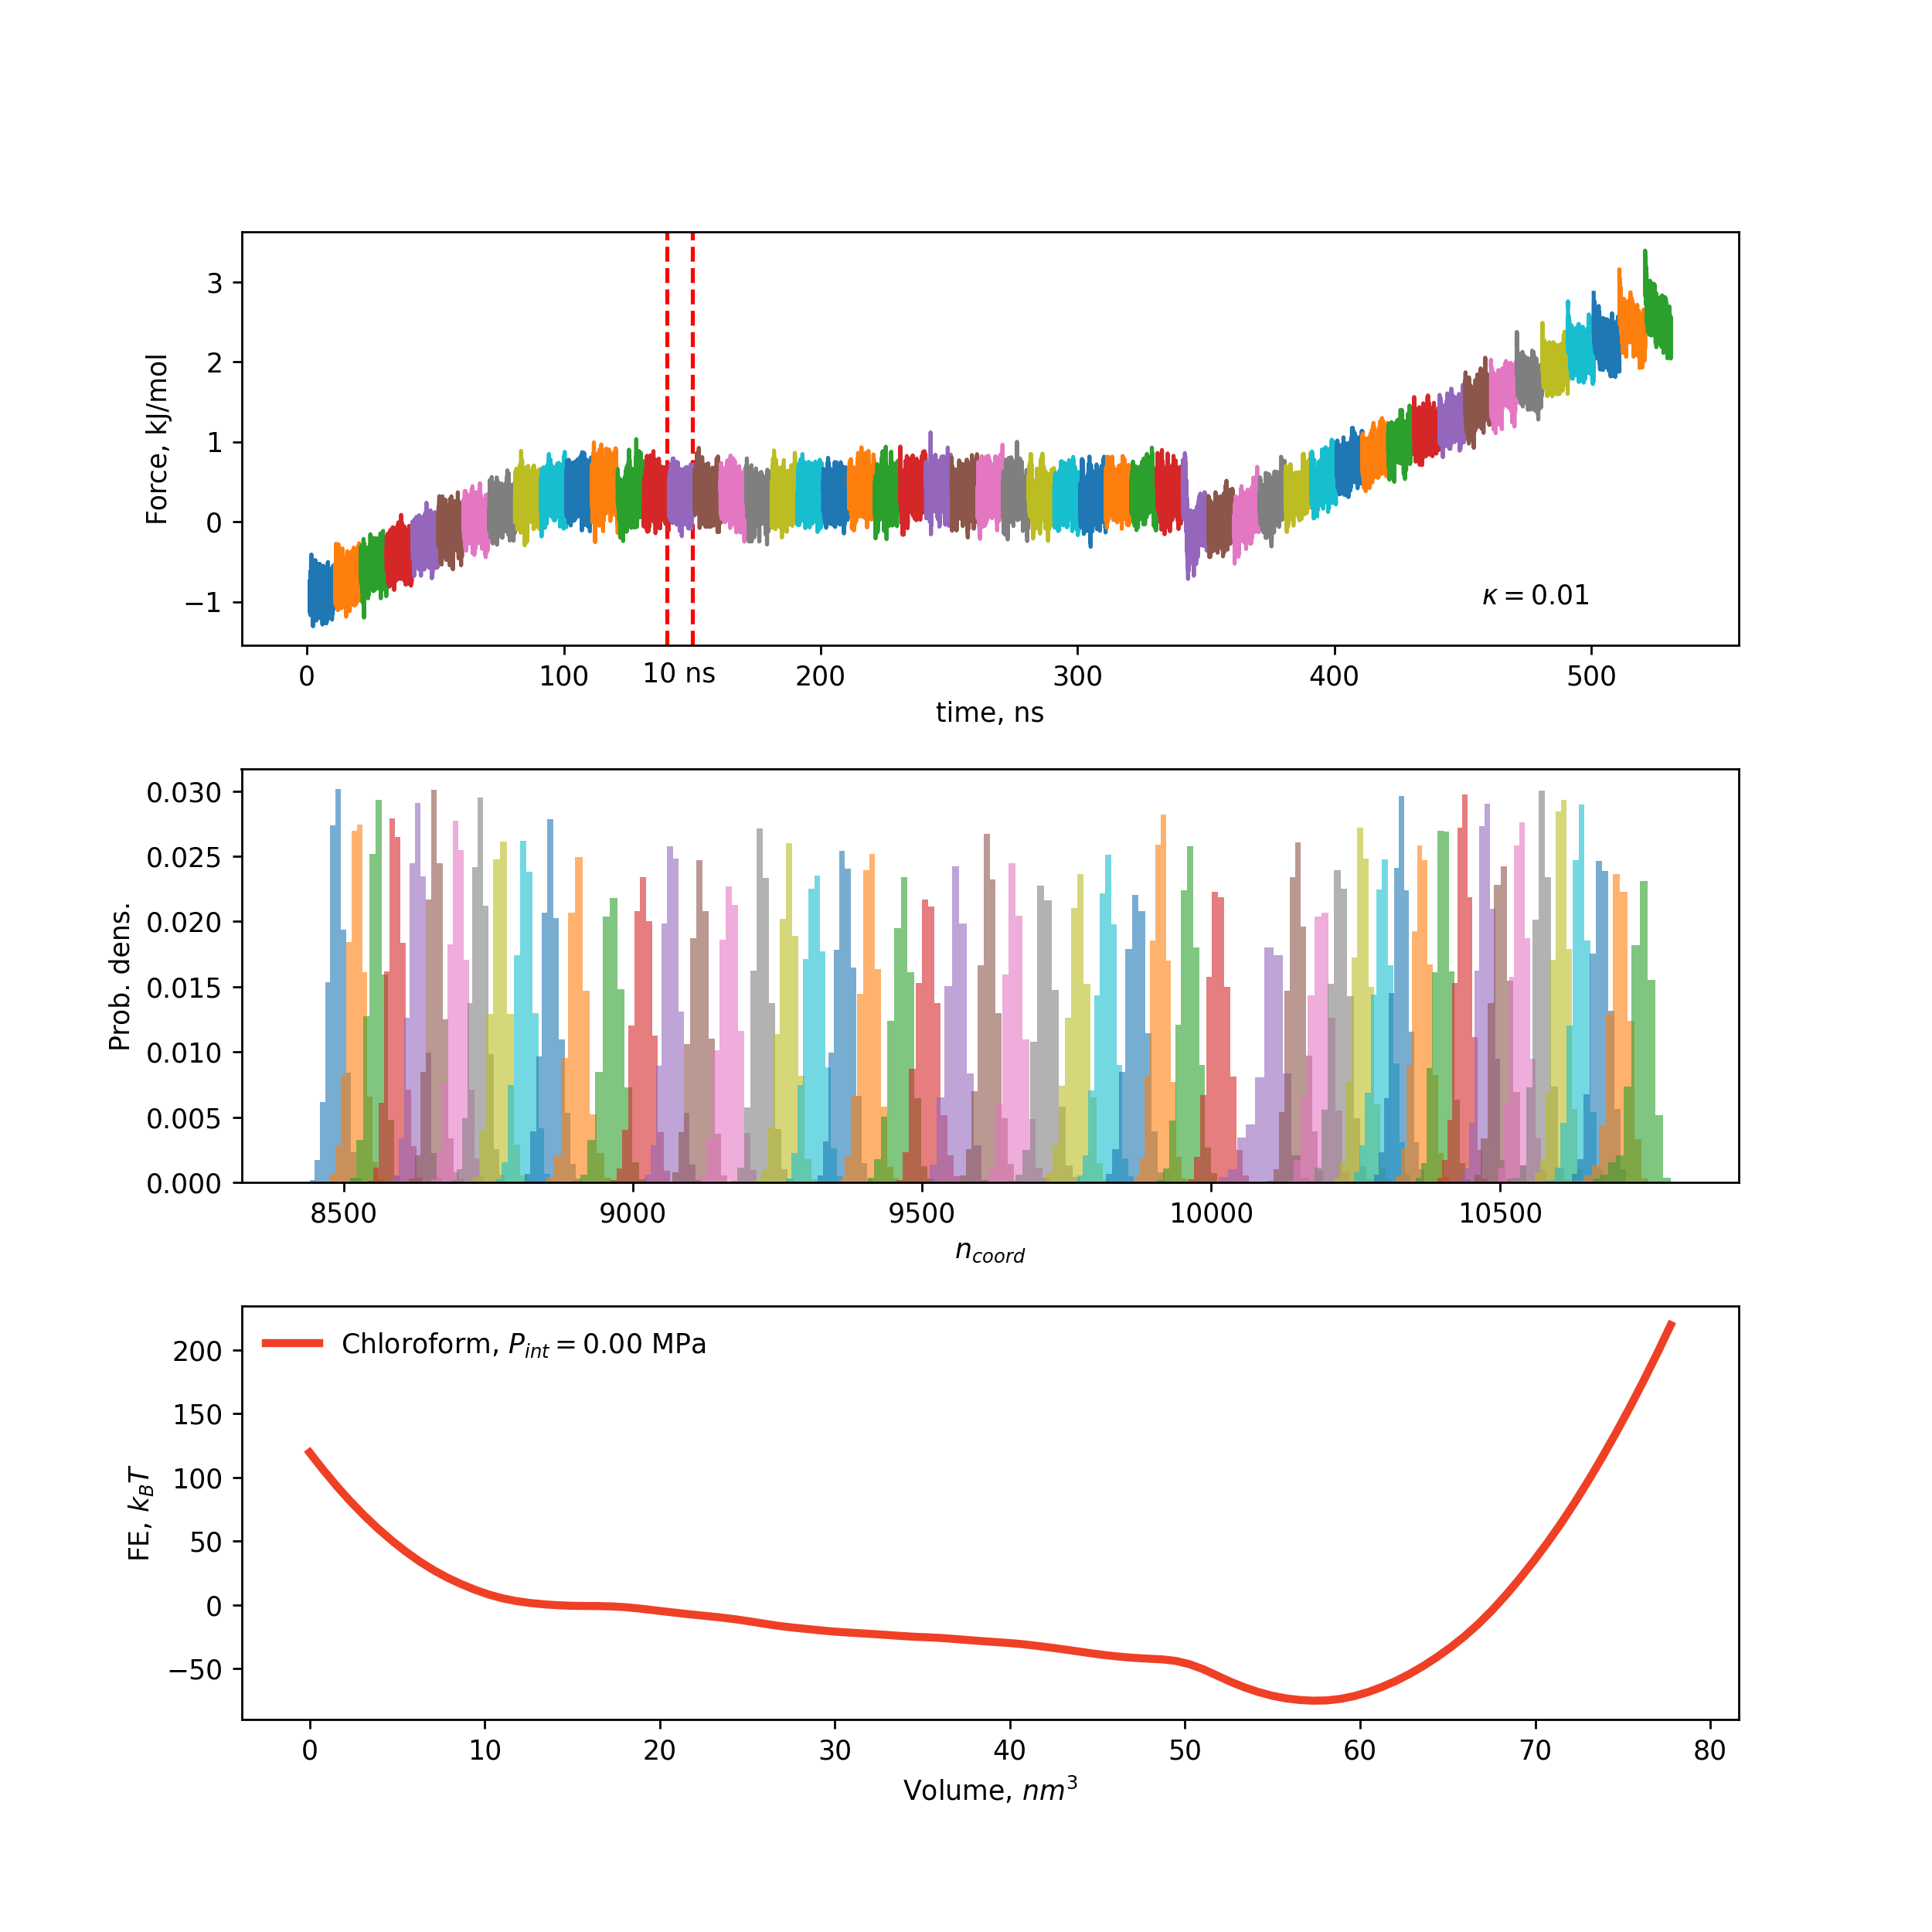 3
2
1
0
−1
Force, kJ/mol
κ = 0.01
0 100 10 ns 200 300 400 500
time, ns
0.030
0.025
0.020
0.015
0.010
0.005
0.000
Prob. dens.
8500 9000 9500 10000 10500
n_coord
200
150
100
50
0
−50
FE, k_BT
Chloroform, P_int = 0.00 MPa
0 10 20 30 40 50 60 70 80
Volume, nm³